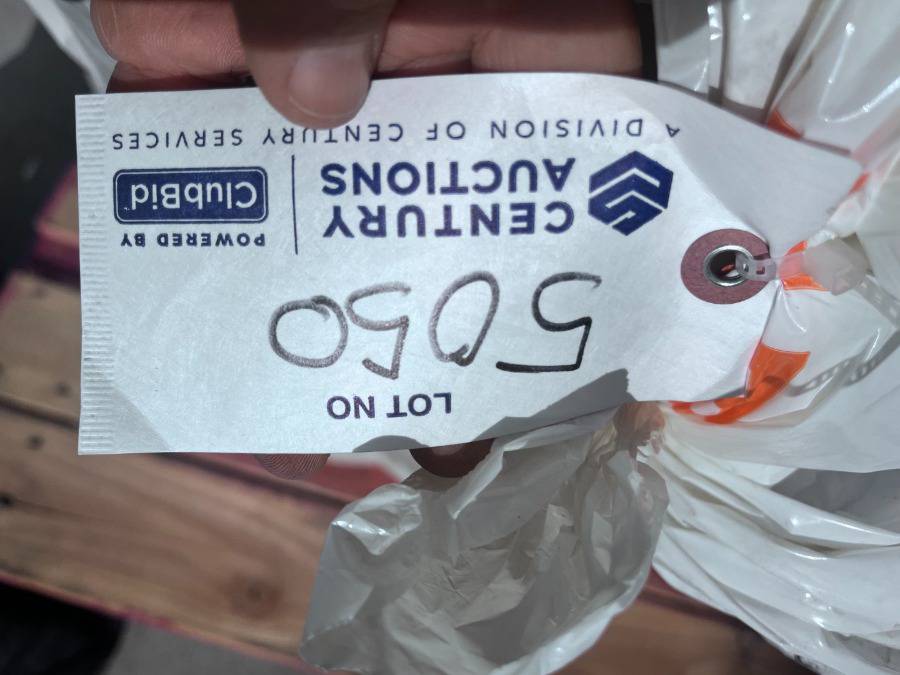 LOT NO
5050
CENTURY
AUCTIONS
POWERED BY
ClubBid
A DIVISION OF CENTURY SERVICES